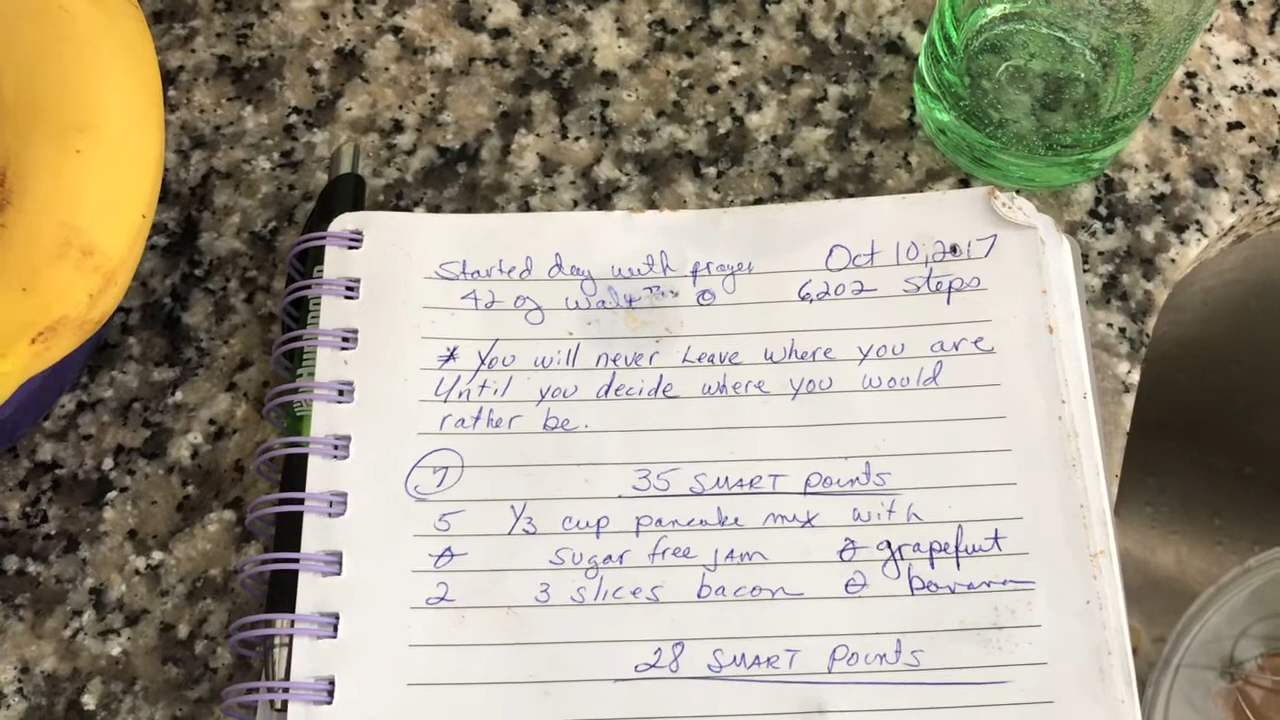 Started day with prayer Oct 10, 2017
42 oz 6,202 steps
* You will never Leave where you are
Until you decide where you would
rather be.
7 35 SMART points
5 1/3 cup pancake mix with
0 sugar free JAM 0 grapefruit
2 3 slices bacon 0 banana
28 SMART Points